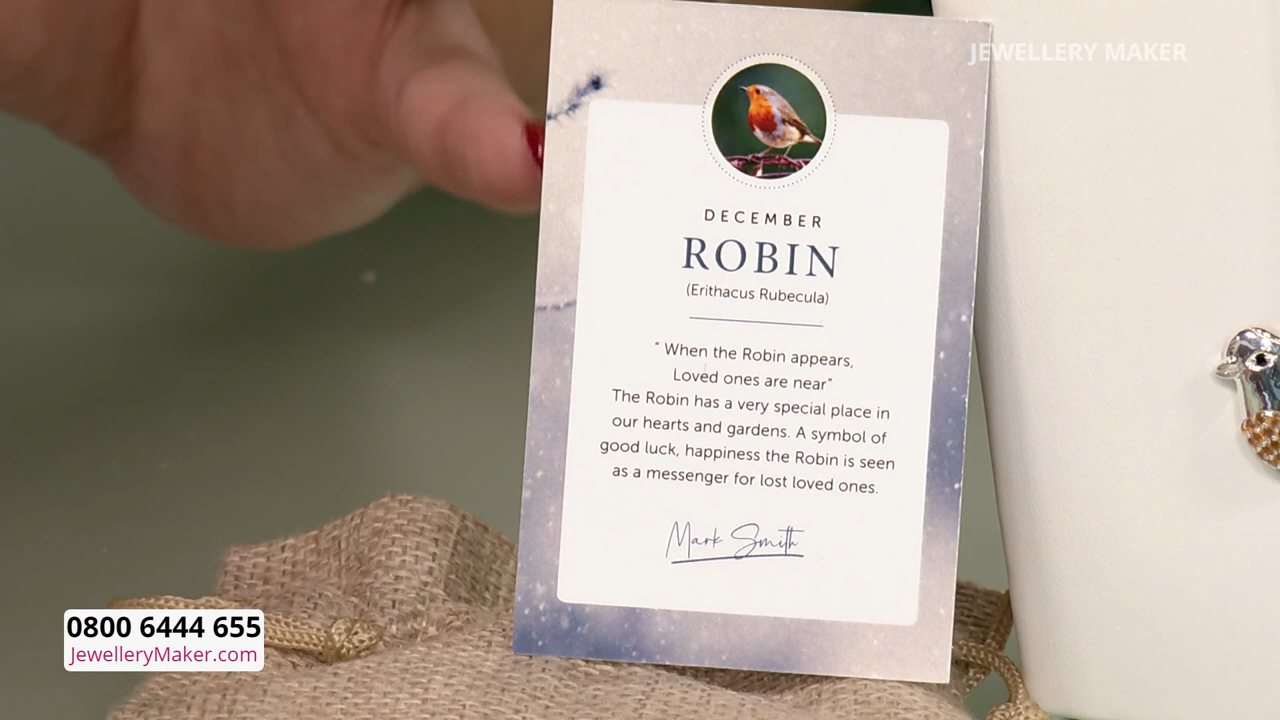 JEWELLERY MAKER
DECEMBER
ROBIN
(Erithacus Rubecula)
" When the Robin appears,
Loved ones are near"
The Robin has a very special place in
our hearts and gardens. A symbol of
good luck, happiness the Robin is seen
as a messenger for lost loved ones.
Mark Smith
0800 6444 655
JewelleryMaker.com